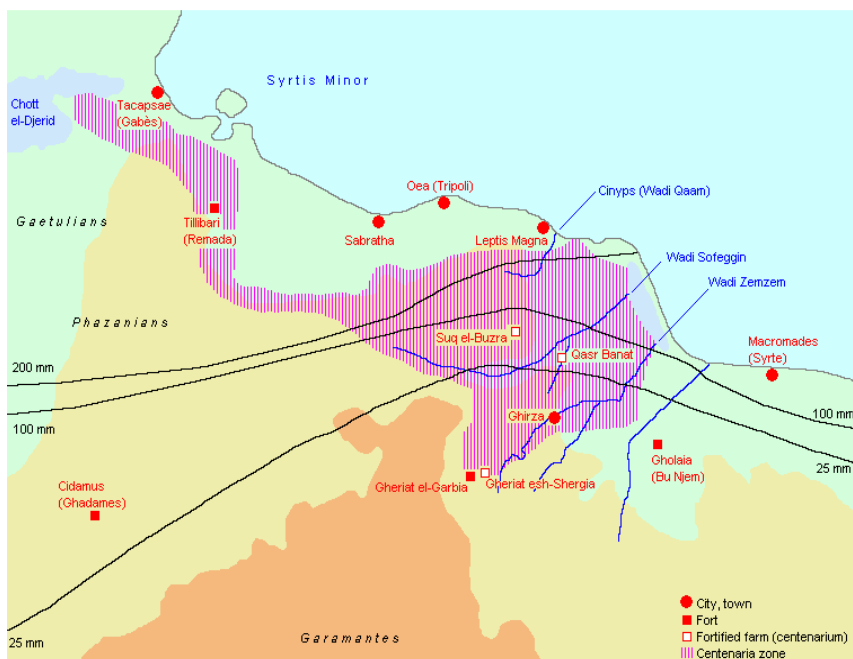 Syrtis Minor
Chott
el-Djerid
Tacapsae
(Gabès)
Oea (Tripoli)
Cinyps (Wadi Qaam)
Gaetulians
Tillibari
(Remada)
Sabratha
Leptis Magna
Wadi Sofeggin
Wadi Zemzem
Phazanians
Suq el-Buzra
Qasr Banat
Macromades
(Syrte)
200 mm
100 mm
Ghirza
100 mm
25 mm
Gholaia
(Bu Njem)
Cidamus
(Ghadames)
Gheriat el-Garbia
Gheriat esh-Shergia
City, town
Fort
Fortified farm (centenarium)
Centenaria zone
25 mm
Garamantes